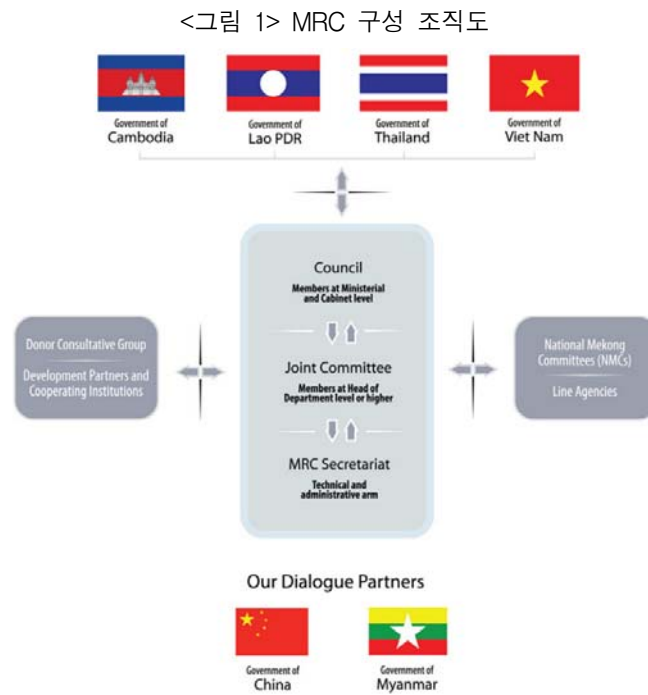 <그림 1> MRC 구성 조직도
Government of
Cambodia
Government of
Lao PDR
Government of
Thailand
Government of
Viet Nam
Council
Members at Ministerial
and Cabinet level
Donor Consultative Group
Development Partners and
Cooperating Institutions
Joint Committee
Members at Head of
Department level or higher
National Mekong
Committees (NMCs)
Line Agencies
MRC Secretariat
Technical and
administrative arm
Our Dialogue Partners
Government of
China
Government of
Myanmar